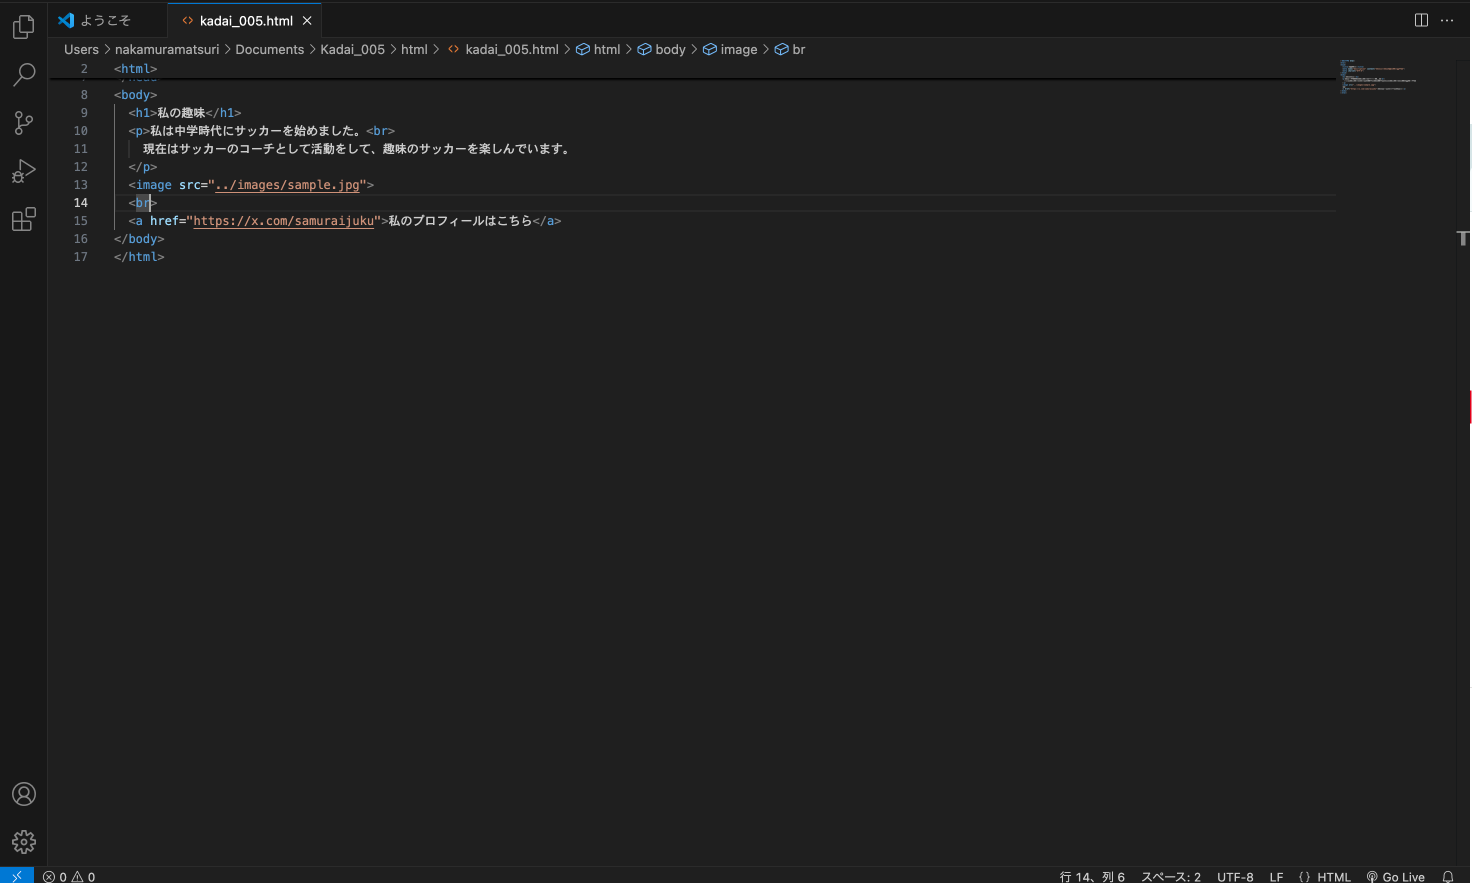 ようこそ
kadai_005.html
Users > nakamuramatsuri > Documents > Kadai_005 > html > kadai_005.html > html > body > image > br
2 <html>
8 <body>
9 <h1>私の趣味</h1>
10 <p>私は中学時代にサッカーを始めました。<br>
11 現在はサッカーのコーチとして活動をして、趣味のサッカーを楽しんでいます。
12 </p>
13 <image src="../images/sample.jpg">
14 <br>
15 <a href="https://x.com/samuraijuku">私のプロフィールはこちら</a>
16 </body>
17 </html>
0 0 行 14、列 6 スペース: 2 UTF-8 LF {} HTML Go Live